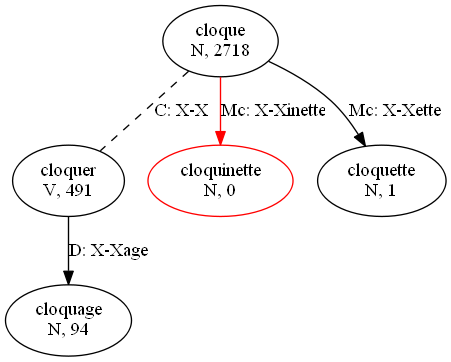 cloque
N, 2718
C: X-X
Mc: X-Xinette
Mc: X-Xette
cloquer
V, 491
cloquinette
N, 0
cloquette
N, 1
D: X-Xage
cloquage
N, 94